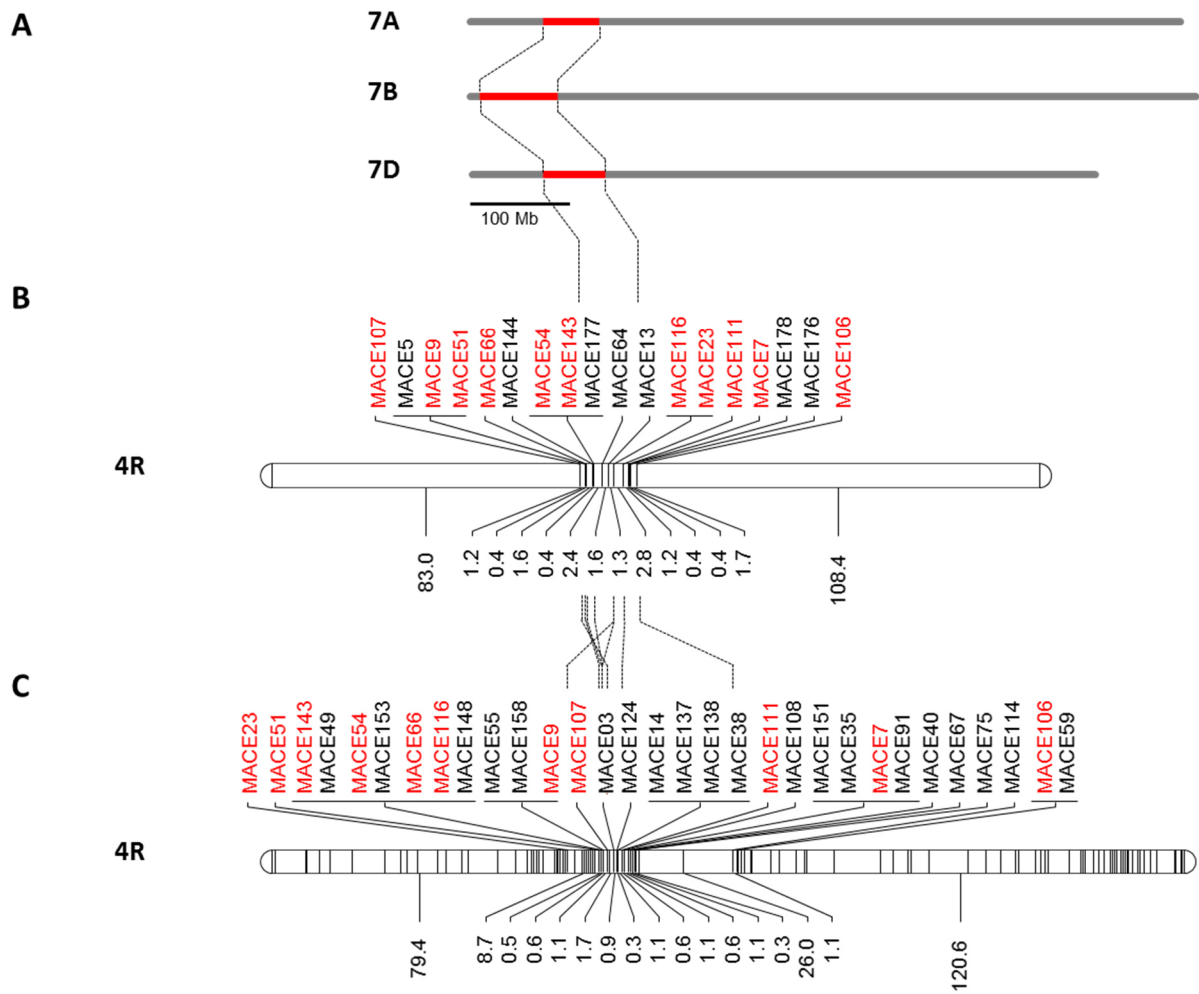 A
7A
7B
7D
100 Mb
B
MACE107
MACE5
MACE9
MACE51
MACE66
MACE144
MACE54
MACE143
MACE177
MACE64
MACE13
MACE116
MACE23
MACE111
MACE7
MACE178
MACE176
MACE106
4R
83.0
1.2
0.4
1.6
0.4
2.4
1.6
1.3
2.8
1.2
0.4
0.4
1.7
108.4
C
MACE23
MACE51
MACE143
MACE49
MACE54
MACE153
MACE66
MACE116
MACE148
MACE55
MACE158
MACE9
MACE107
MACE03
MACE124
MACE14
MACE137
MACE138
MACE38
MACE111
MACE108
MACE151
MACE35
MACE7
MACE91
MACE40
MACE67
MACE75
MACE114
MACE106
MACE59
4R
79.4
8.7
0.5
0.6
1.1
1.7
0.9
0.3
1.1
0.6
1.1
0.6
1.1
0.3
26.0
1.1
120.6